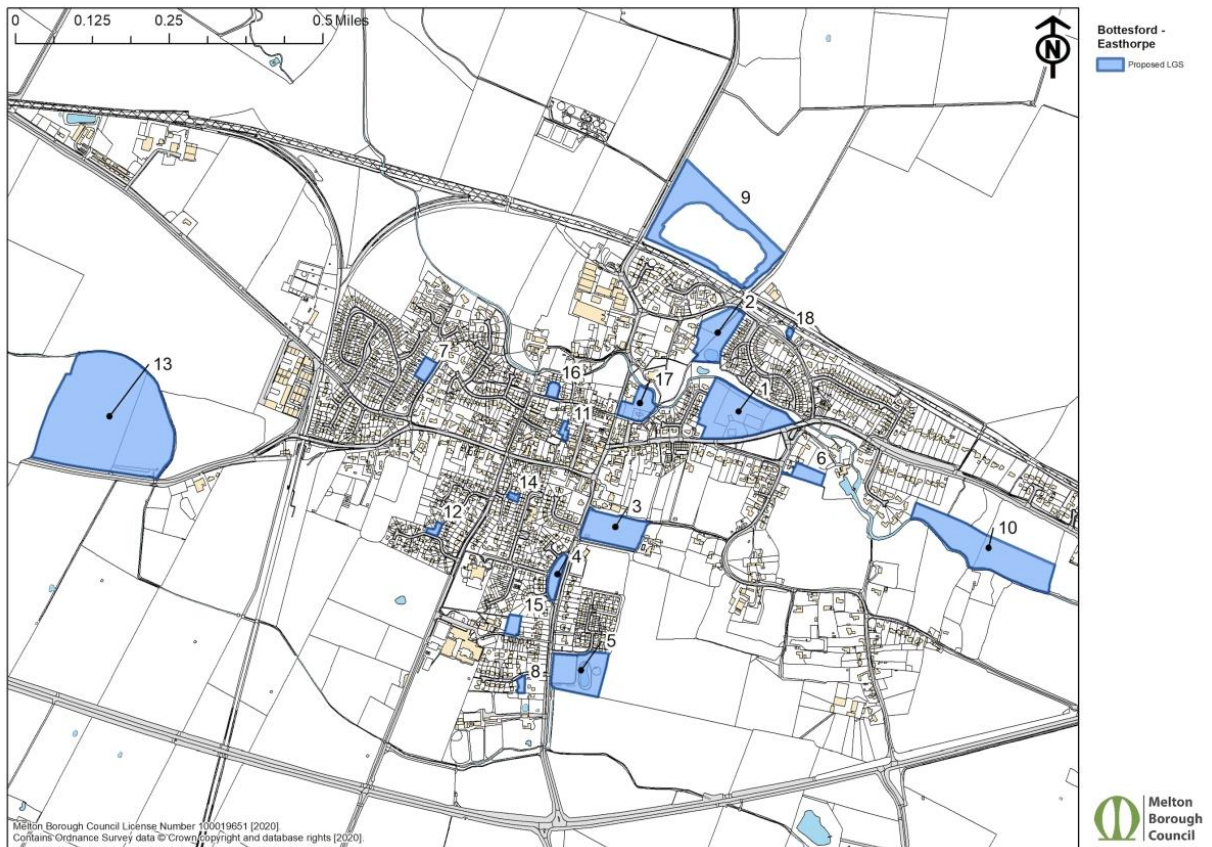 0 0.125 0.25 0.5 Miles
N
Bottesford -
Easthorpe
Proposed LGS
9
2
18
13
7
16
17
1
11
6
14
12
3
10
4
15
5
8
Melton Borough Council License Number 100019651 [2020].
Contains Ordnance Survey data © Crown copyright and database rights [2020].
Melton
Borough
Council